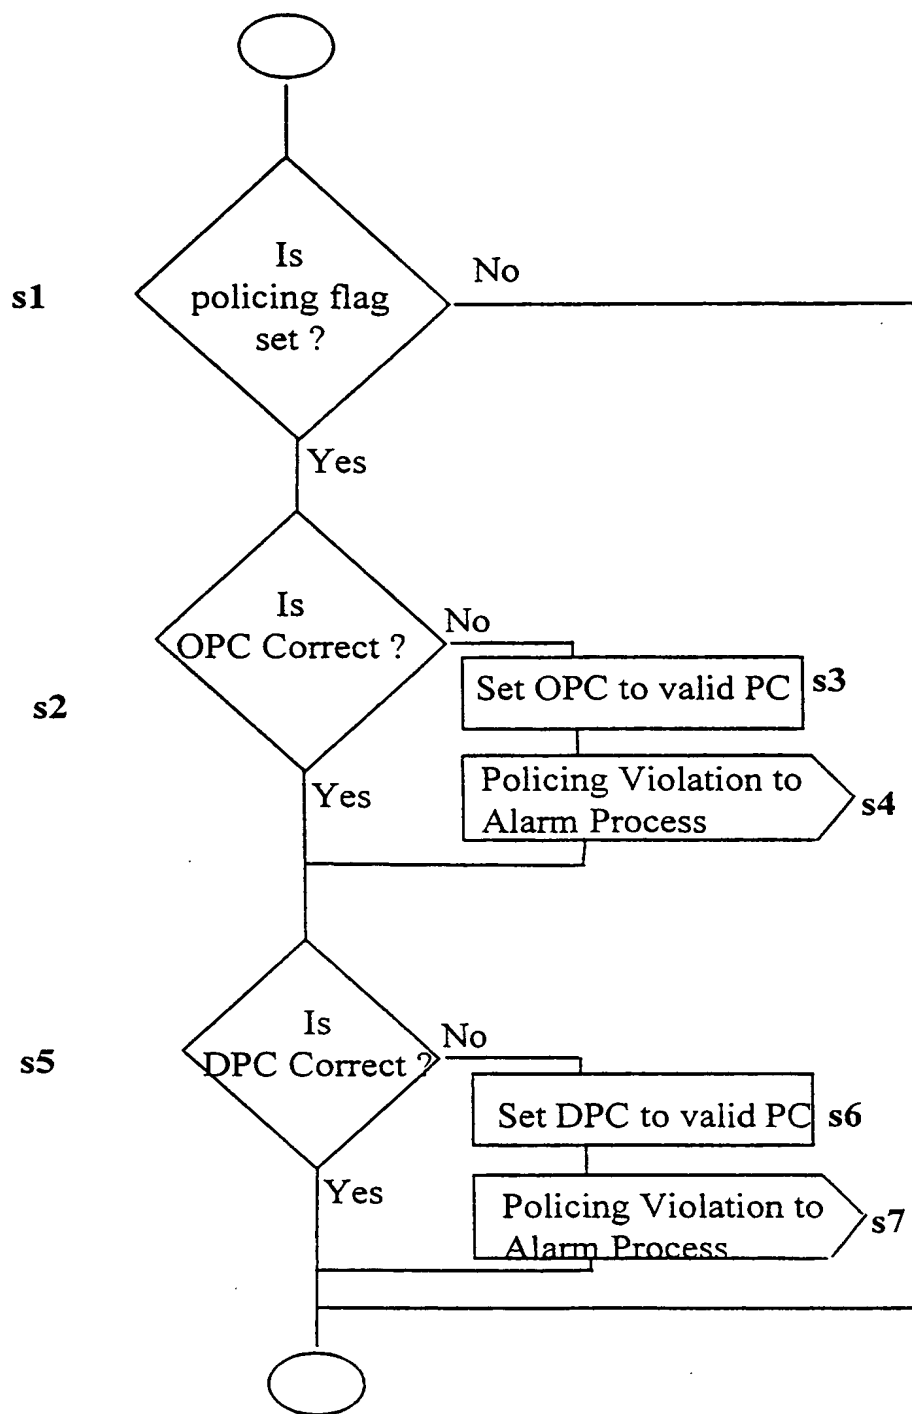 Is
policing flag
set ?
No
s1
Yes
Is
OPC Correct ?
No
s2
Set OPC to valid PC
s3
Yes
Policing Violation to
Alarm Process
s4
Is
DPC Correct ?
No
s5
Set DPC to valid PC
s6
Yes
Policing Violation to
Alarm Process
s7